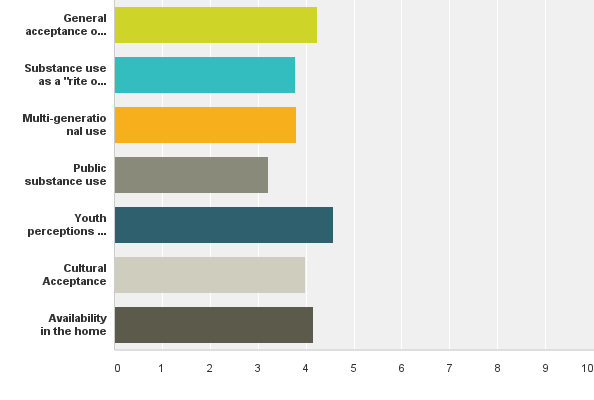 General
acceptance o...
Substance use
as a "rite o...
Multi-generatio
nal use
Public
substance use
Youth
perceptions ...
Cultural
Acceptance
Availability
in the home
0 1 2 3 4 5 6 7 8 9 10